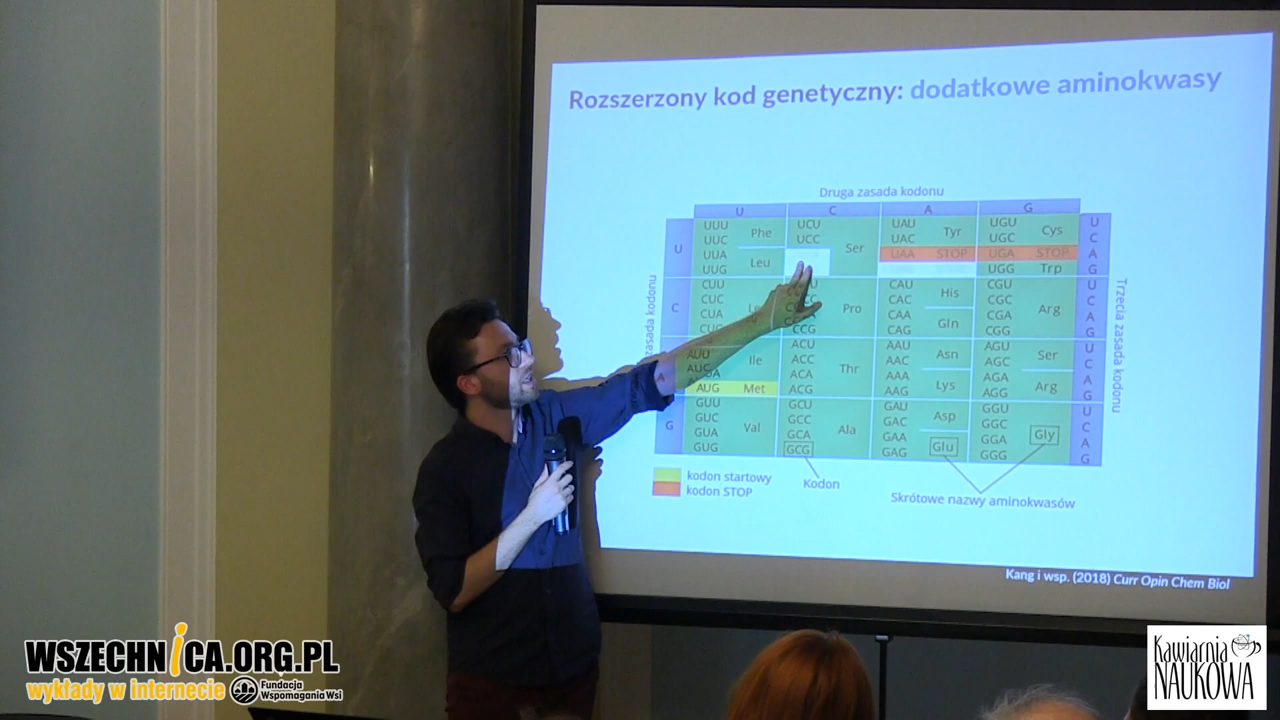 Rozszerzony kod genetyczny: dodatkowe aminokwasy
Druga zasada kodonu
U C A G
UUU Phe UCU Ser UAU Tyr UGU Cys U
UUC UCC UAC UGC C
UUA Leu UAA STOP UGA STOP A
UUG UGG Trp G
U
CUU CAU His CGU Arg U
CUC CAC CGC C
CUA Pro CAA Gln CGA A
CCG CAG CGG G
C
AUU Ile ACU Thr AAU Asn AGU Ser U
AUC ACC AAC AGC C
ACA AAA Lys AGA Arg A
AUG Met ACG AAG AGG G
A
GUU Val GCU Ala GAU Asp GGU Gly U
GUC GCC GAC GGC C
GUA GCA GAA Glu GGA A
GUG GCG GAG GGG G
G
zasada kodonu
Trzecia zasada kodonu
kodon startowy
kodon STOP
Kodon
Skrótowe nazwy aminokwasów
Kang i wsp. (2018) Curr Opin Chem Biol
WSZECHNiCA.ORG.PL
wykłady w internecie
Fundacja
Wspomagania Wsi
Kawiarnia
NAUKOWA